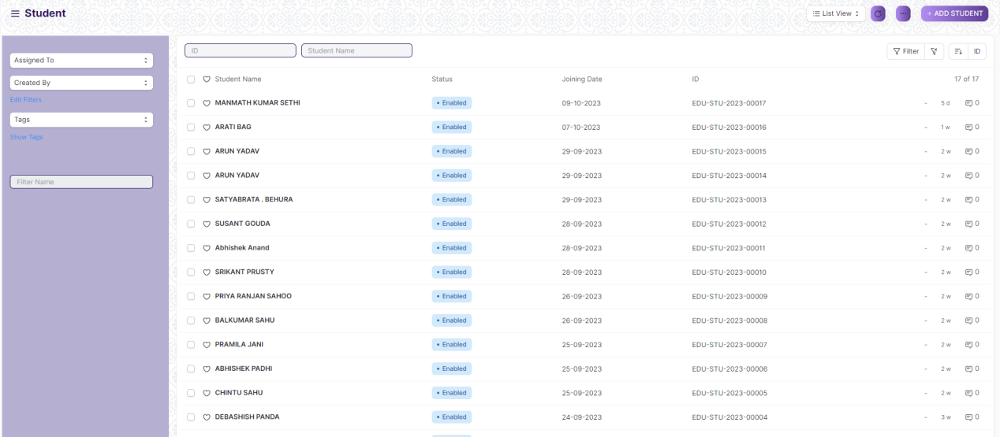 Student
List View
+ ADD STUDENT
Assigned To
Created By
Edit Filters
Tags
Show Tags
Filter Name
ID
Student Name
Filter
ID
Student Name Status Joining Date ID 17 of 17
MANMATH KUMAR SETHI Enabled 09-10-2023 EDU-STU-2023-00017 - 5 d 0
ARATI BAG Enabled 07-10-2023 EDU-STU-2023-00016 - 1 w 0
ARUN YADAV Enabled 29-09-2023 EDU-STU-2023-00015 - 2 w 0
ARUN YADAV Enabled 29-09-2023 EDU-STU-2023-00014 - 2 w 0
SATYABRATA . BEHURA Enabled 29-09-2023 EDU-STU-2023-00013 - 2 w 0
SUSANT GOUDA Enabled 28-09-2023 EDU-STU-2023-00012 - 2 w 0
Abhishek Anand Enabled 28-09-2023 EDU-STU-2023-00011 - 2 w 0
SRIKANT PRUSTY Enabled 28-09-2023 EDU-STU-2023-00010 - 2 w 0
PRIYA RANJAN SAHOO Enabled 26-09-2023 EDU-STU-2023-00009 - 2 w 0
BALKUMAR SAHU Enabled 26-09-2023 EDU-STU-2023-00008 - 2 w 0
PRAMILA JANI Enabled 25-09-2023 EDU-STU-2023-00007 - 2 w 0
ABHISHEK PADHI Enabled 25-09-2023 EDU-STU-2023-00006 - 2 w 0
CHINTU SAHU Enabled 25-09-2023 EDU-STU-2023-00005 - 2 w 0
DEBASHISH PANDA Enabled 24-09-2023 EDU-STU-2023-00004 - 3 w 0